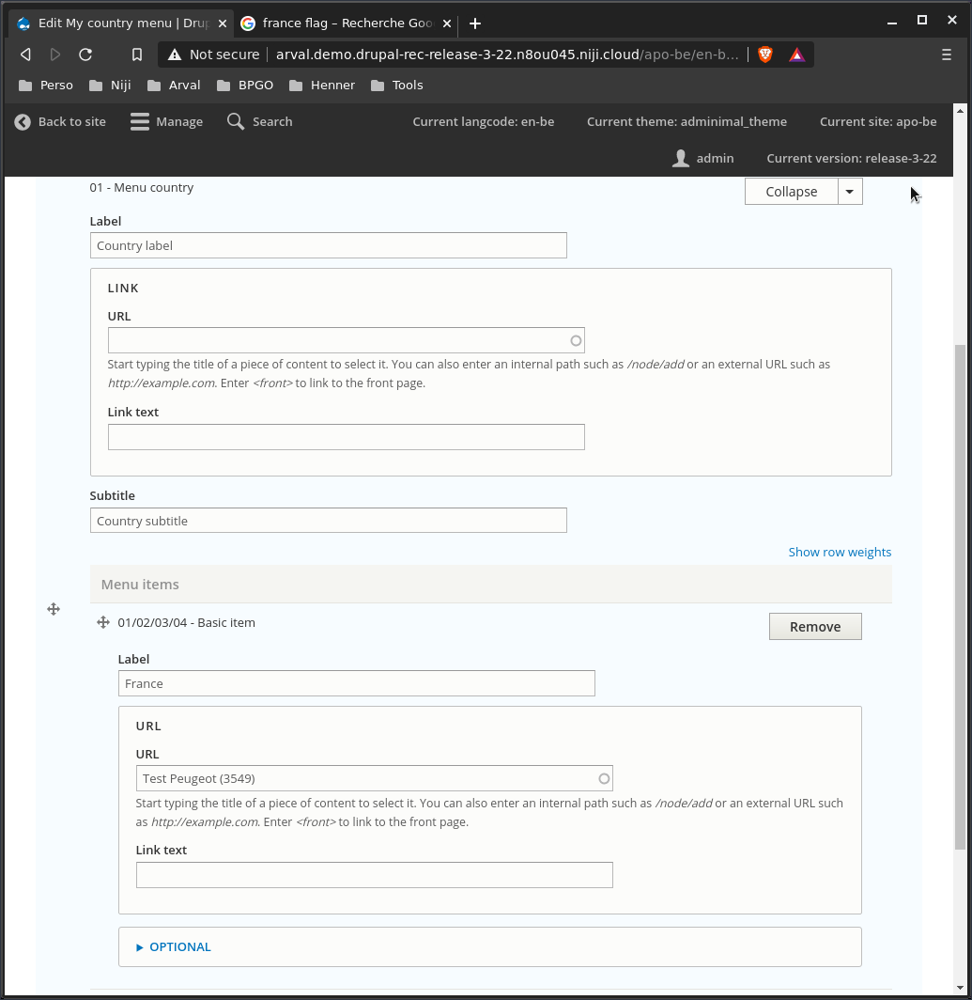 Edit My country menu | Dru
france flag – Recherche Goo
Not secure
arval.demo.drupal-rec-release-3-22.n8ou045.niji.cloud/apo-be/en-b...
Perso
Niji
Arval
BPGO
Henner
Tools
Back to site
Manage
Search
Current langcode: en-be
Current theme: adminimal_theme
Current site: apo-be
admin
Current version: release-3-22
01 - Menu country
Collapse
Label
Country label
LINK
URL
Start typing the title of a piece of content to select it. You can also enter an internal path such as /node/add or an external URL such as
http://example.com. Enter <front> to link to the front page.
Link text
Subtitle
Country subtitle
Show row weights
Menu items
01/02/03/04 - Basic item
Remove
Label
France
URL
URL
Test Peugeot (3549)
Start typing the title of a piece of content to select it. You can also enter an internal path such as /node/add or an external URL such
as http://example.com. Enter <front> to link to the front page.
Link text
OPTIONAL